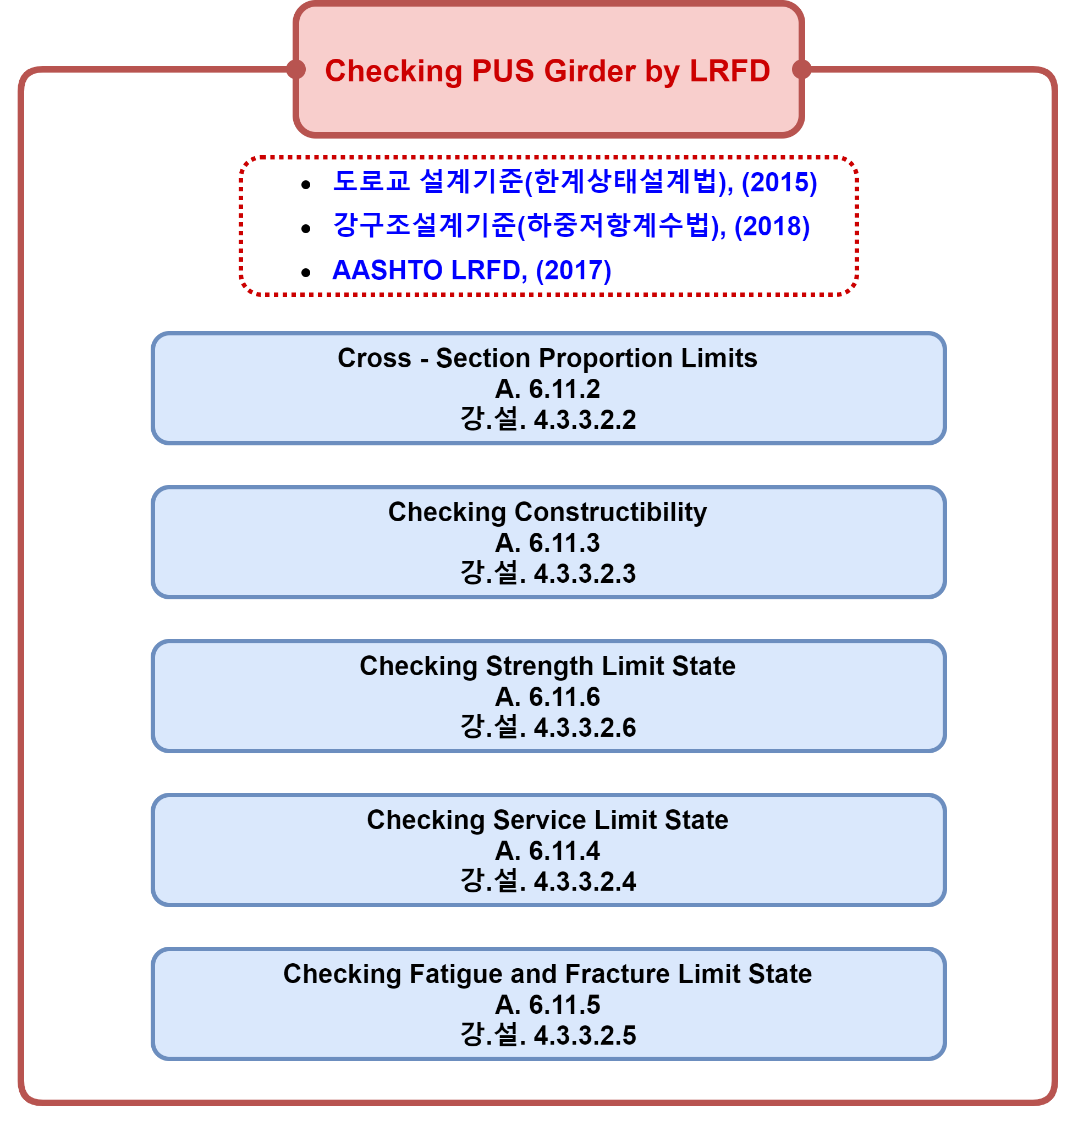 Checking PUS Girder by LRFD
• 도로교 설계기준(한계상태설계법), (2015)
• 강구조설계기준(하중저항계수법), (2018)
• AASHTO LRFD, (2017)
Cross - Section Proportion Limits
A. 6.11.2
강.설. 4.3.3.2.2
Checking Constructibility
A. 6.11.3
강.설. 4.3.3.2.3
Checking Strength Limit State
A. 6.11.6
강.설. 4.3.3.2.6
Checking Service Limit State
A. 6.11.4
강.설. 4.3.3.2.4
Checking Fatigue and Fracture Limit State
A. 6.11.5
강.설. 4.3.3.2.5